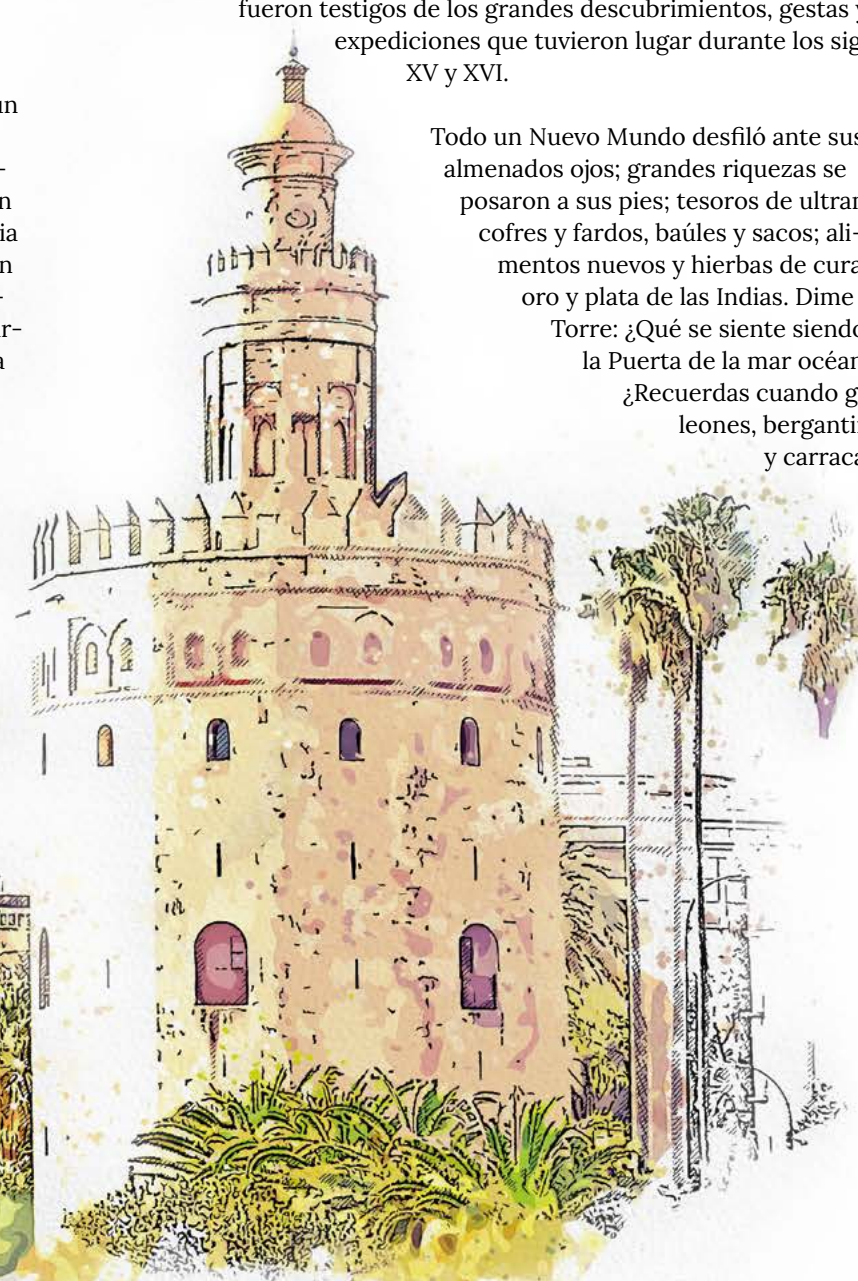 un
-
n
ia
n
-
r-
a
fueron testigos de los grandes descubrimientos, gestas y
expediciones que tuvieron lugar durante los sig
XV y XVI.
Todo un Nuevo Mundo desfiló ante sus
almenados ojos; grandes riquezas se
posaron a sus pies; tesoros de ultram
cofres y fardos, baúles y sacos; ali-
mentos nuevos y hierbas de cura
oro y plata de las Indias. Dime
Torre: ¿Qué se siente siendo
la Puerta de la mar océan
¿Recuerdas cuando g
leones, bergantin
y carraca